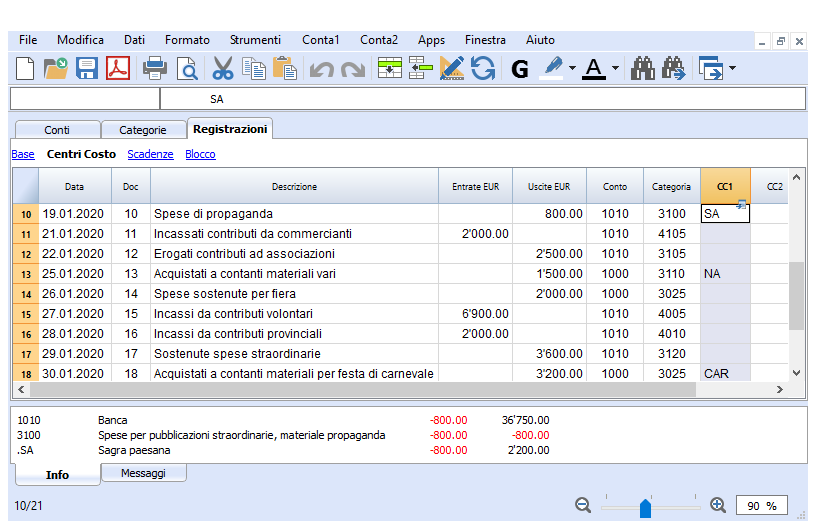 File Modifica Dati Formato Strumenti Conta1 Conta2 Apps Finestra Aiuto
G A
SA
Conti Categorie Registrazioni
Base Centri Costo Scadenze Blocco
Data Doc Descrizione Entrate EUR Uscite EUR Conto Categoria CC1 CC2
10 19.01.2020 10 Spese di propaganda 800.00 1010 3100 SA
11 21.01.2020 11 Incassati contributi da commercianti 2'000.00 1010 4105
12 22.01.2020 12 Erogati contributi ad associazioni 2'500.00 1010 3105
13 25.01.2020 13 Acquistati a contanti materiali vari 1'500.00 1000 3110 NA
14 26.01.2020 14 Spese sostenute per fiera 2'000.00 1000 3025
15 27.01.2020 15 Incassi da contributi volontari 6'900.00 1010 4005
16 28.01.2020 16 Incassi da contributi provinciali 2'000.00 1010 4010
17 29.01.2020 17 Sostenute spese straordinarie 3'600.00 1010 3120
18 30.01.2020 18 Acquistati a contanti materiali per festa di carnevale 3'200.00 1000 3025 CAR
1010 Banca -800.00 36'750.00
3100 Spese per pubblicazioni straordinarie, materiale propaganda -800.00 -800.00
.SA Sagra paesana -800.00 2'200.00
Info Messaggi
10/21 90 %